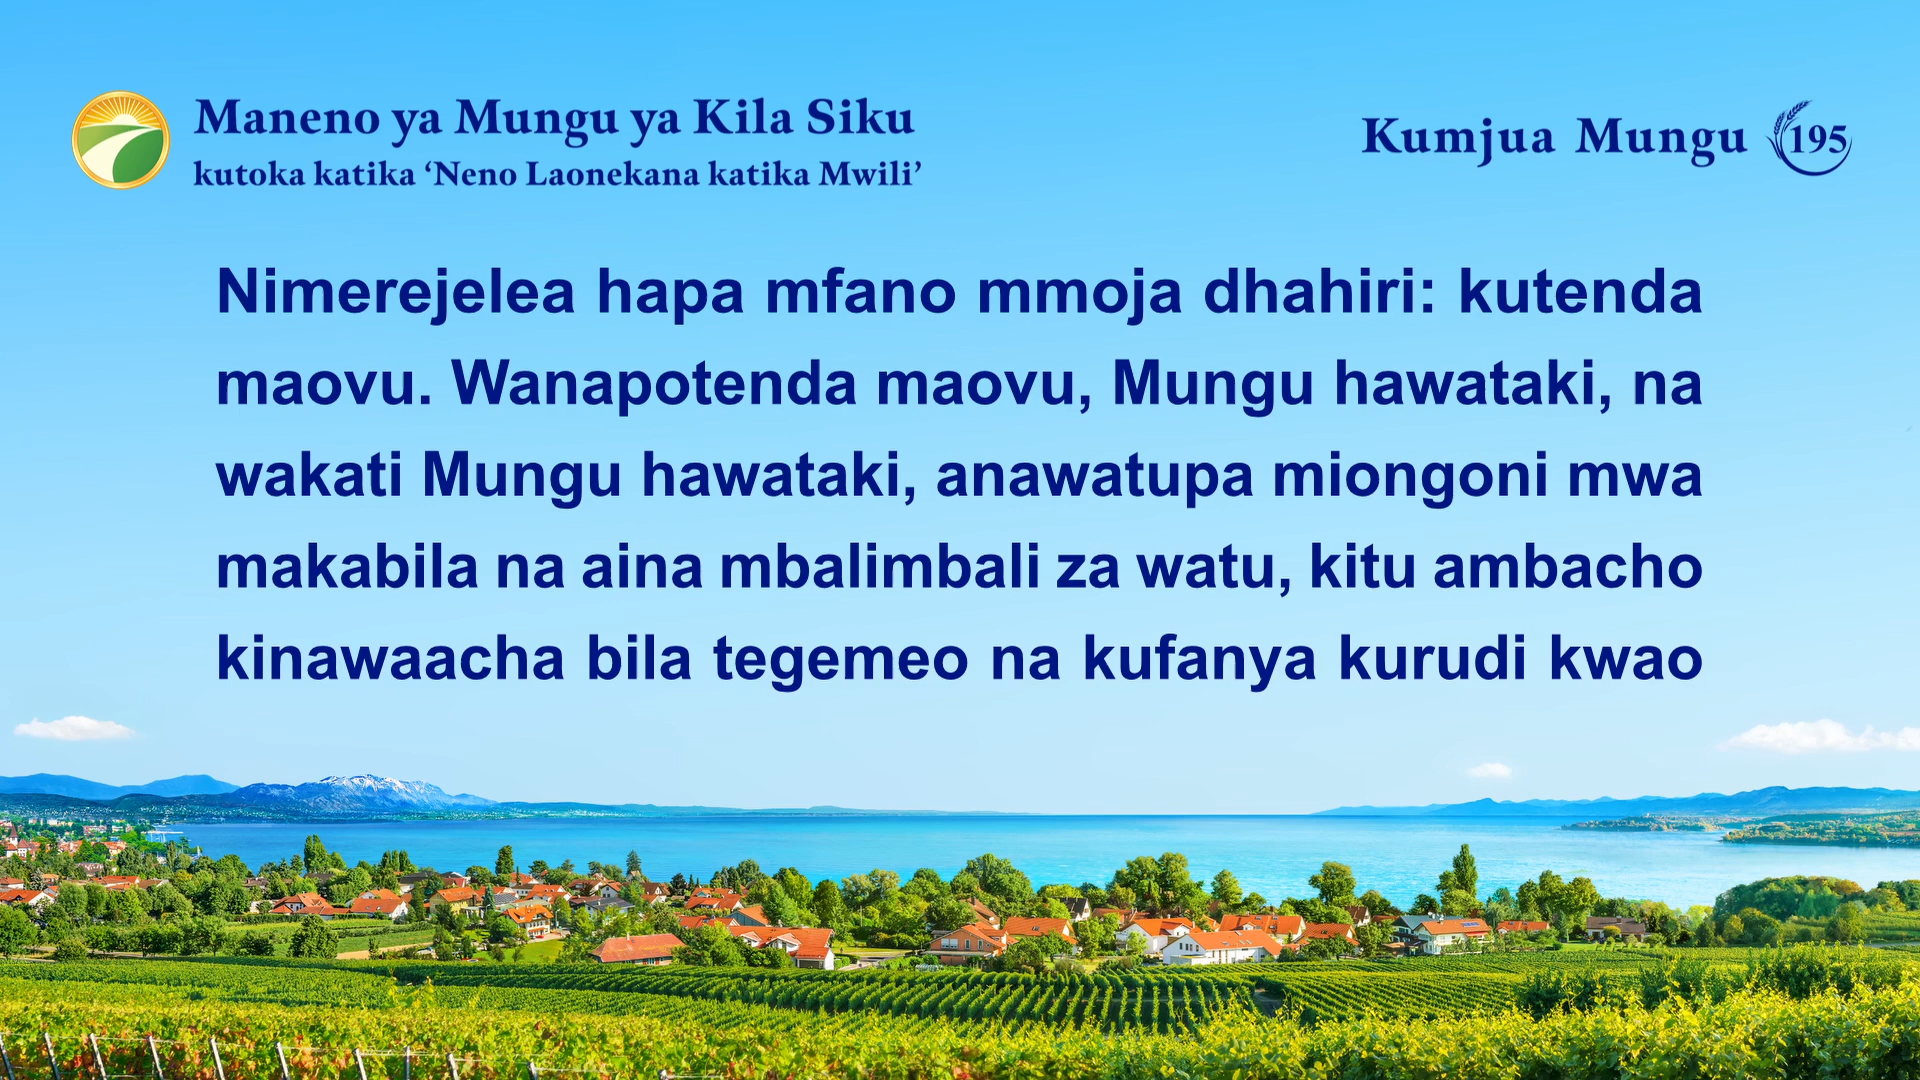 Maneno ya Mungu ya Kila Siku
kutoka katika ‘Neno Laonekana katika Mwili’
Kumjua Mungu 195
Nimerejelea hapa mfano mmoja dhahiri: kutenda
maovu. Wanapotenda maovu, Mungu hawataki, na
wakati Mungu hawataki, anawatupa miongoni mwa
makabila na aina mbalimbali za watu, kitu ambacho
kinawaacha bila tegemeo na kufanya kurudi kwao